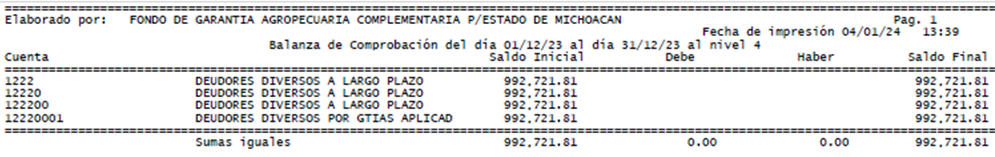 Elaborado por: FONDO DE GARANTIA AGROPECUARIA COMPLEMENTARIA P/ESTADO DE MICHOACAN Pag. 1
Fecha de impresión 04/01/24 13:39
Balanza de Comprobación del día 01/12/23 al día 31/12/23 al nivel 4
Cuenta Saldo Inicial Debe Haber Saldo Final
1222 DEUDORES DIVERSOS A LARGO PLAZO 992,721.81 992,721.81
12220 DEUDORES DIVERSOS A LARGO PLAZO 992,721.81 992,721.81
122200 DEUDORES DIVERSOS A LARGO PLAZO 992,721.81 992,721.81
12220001 DEUDORES DIVERSOS POR GTIAS APLICAD 992,721.81 992,721.81
Sumas iguales 992,721.81 0.00 0.00 992,721.81